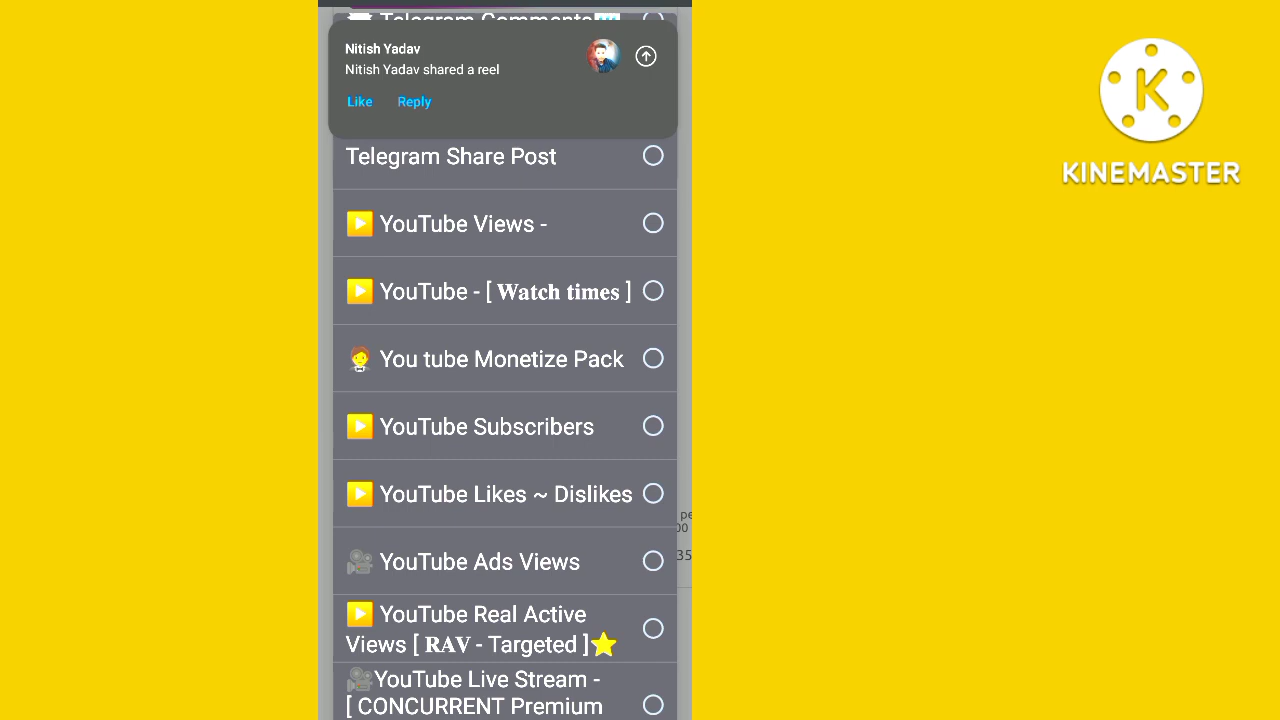 Telegram Comments
Nitish Yadav
Nitish Yadav shared a reel
Like Reply
Telegram Share Post
YouTube Views -
YouTube - [ 𝐖𝐚𝐭𝐜𝐡 𝐭𝐢𝐦𝐞𝐬 ]
You tube Monetize Pack
YouTube Subscribers
YouTube Likes ~ Dislikes
YouTube Ads Views
YouTube Real Active
Views [ 𝐑𝐀𝐕 - Targeted ]⭐
YouTube Live Stream -
[ CONCURRENT Premium
K
KINEMASTER